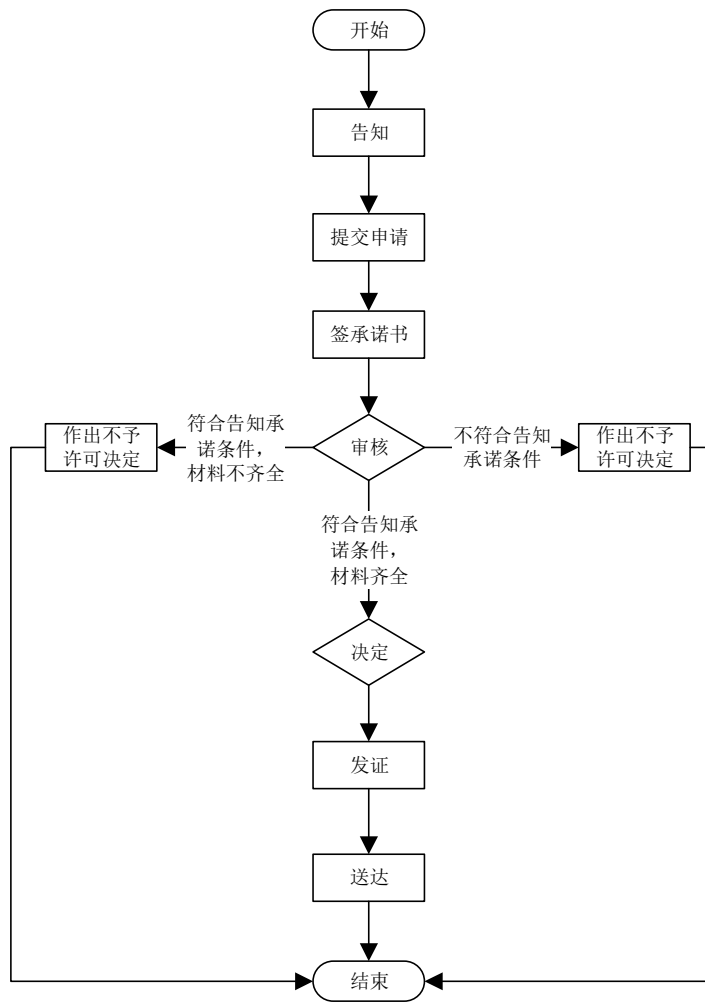 开始
告知
提交申请
签承诺书
作出不予
许可决定
符合告知承
诺条件，
材料不齐全
审核
不符合告知
承诺条件
作出不予
许可决定
符合告知承
诺条件，
材料齐全
决定
发证
送达
结束